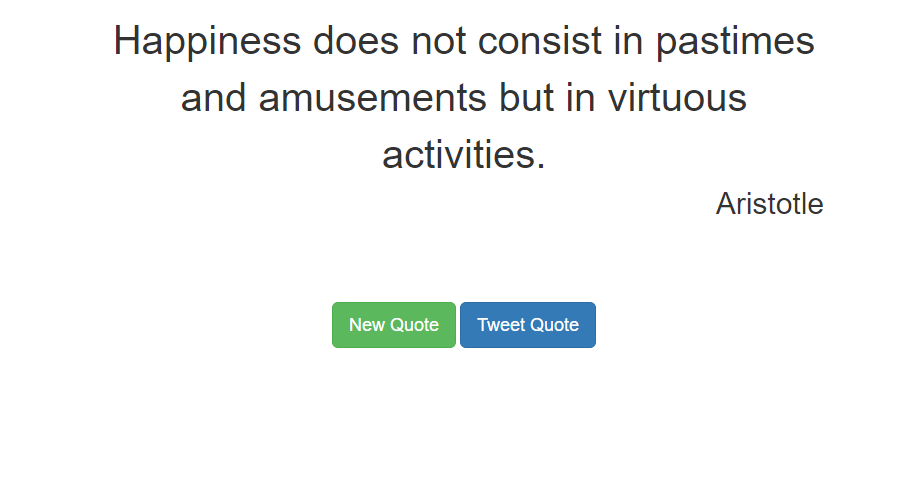 Happiness does not consist in pastimes
and amusements but in virtuous
activities.
Aristotle
New Quote
Tweet Quote